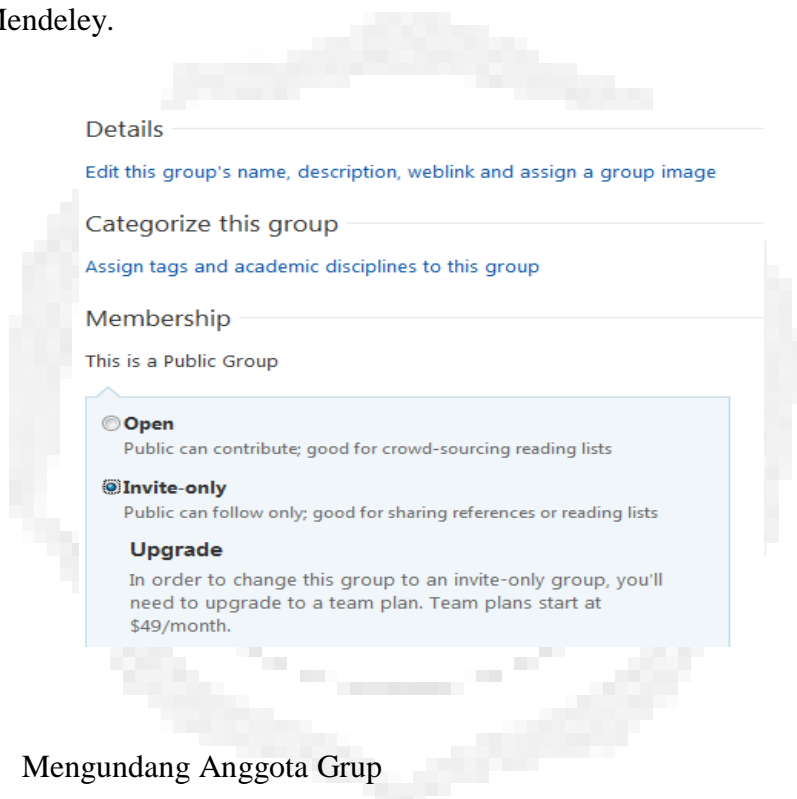 Mendeley.
Details
Edit this group's name, description, weblink and assign a group image
Categorize this group
Assign tags and academic disciplines to this group
Membership
This is a Public Group
Open
Public can contribute; good for crowd-sourcing reading lists
Invite-only
Public can follow only; good for sharing references or reading lists
Upgrade
In order to change this group to an invite-only group, you'll
need to upgrade to a team plan. Team plans start at
$49/month.
Mengundang Anggota Grup